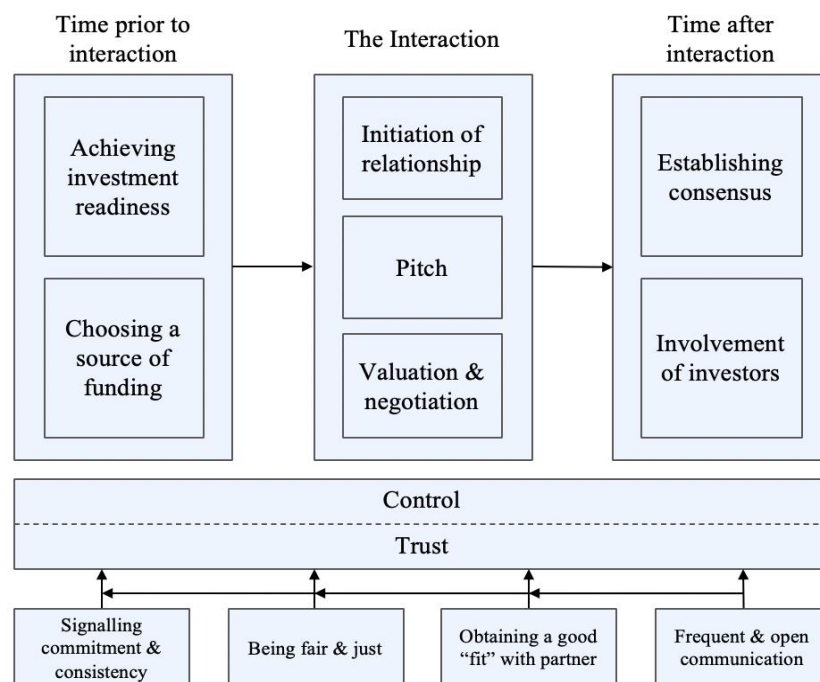 Time prior to
interaction
The Interaction
Time after
interaction
Achieving
investment
readiness
Choosing a
source of
funding
Initiation of
relationship
Pitch
Valuation &
negotiation
Establishing
consensus
Involvement
of investors
Control
Trust
Signalling
commitment &
consistency
Being fair & just
Obtaining a good
“fit” with partner
Frequent & open
communication